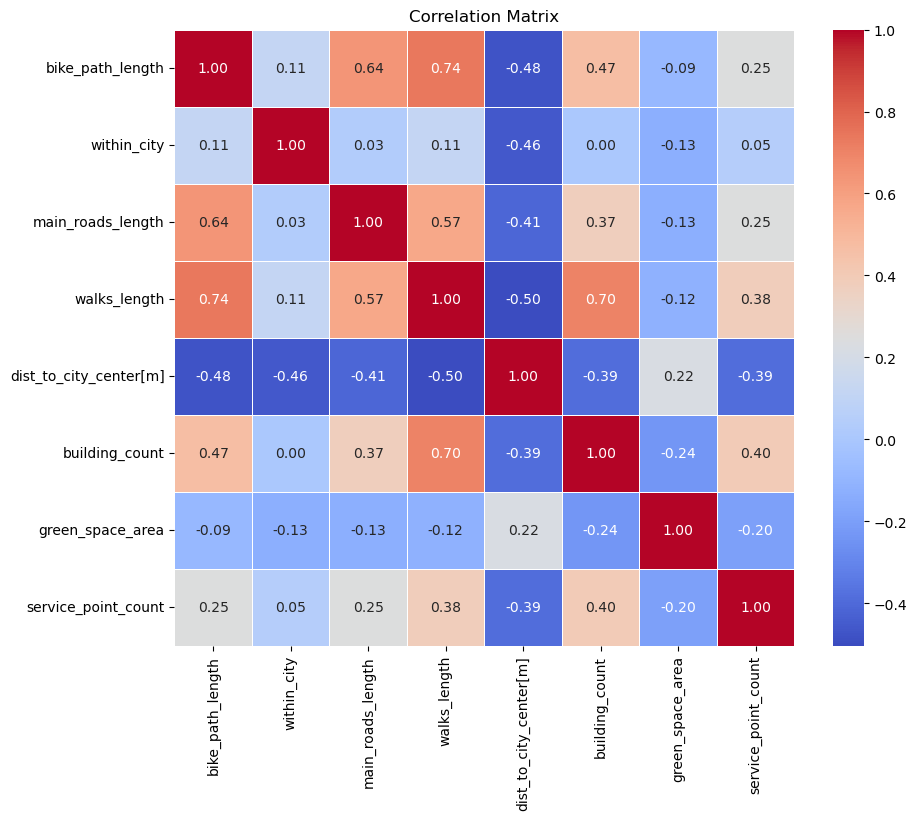 Correlation Matrix
bike_path_length 1.00 0.11 0.64 0.74 -0.48 0.47 -0.09 0.25
within_city 0.11 1.00 0.03 0.11 -0.46 0.00 -0.13 0.05
main_roads_length 0.64 0.03 1.00 0.57 -0.41 0.37 -0.13 0.25
walks_length 0.74 0.11 0.57 1.00 -0.50 0.70 -0.12 0.38
dist_to_city_center[m] -0.48 -0.46 -0.41 -0.50 1.00 -0.39 0.22 -0.39
building_count 0.47 0.00 0.37 0.70 -0.39 1.00 -0.24 0.40
green_space_area -0.09 -0.13 -0.13 -0.12 0.22 -0.24 1.00 -0.20
service_point_count 0.25 0.05 0.25 0.38 -0.39 0.40 -0.20 1.00
bike_path_length
within_city
main_roads_length
walks_length
dist_to_city_center[m]
building_count
green_space_area
service_point_count
1.0
0.8
0.6
0.4
0.2
0.0
−0.2
−0.4